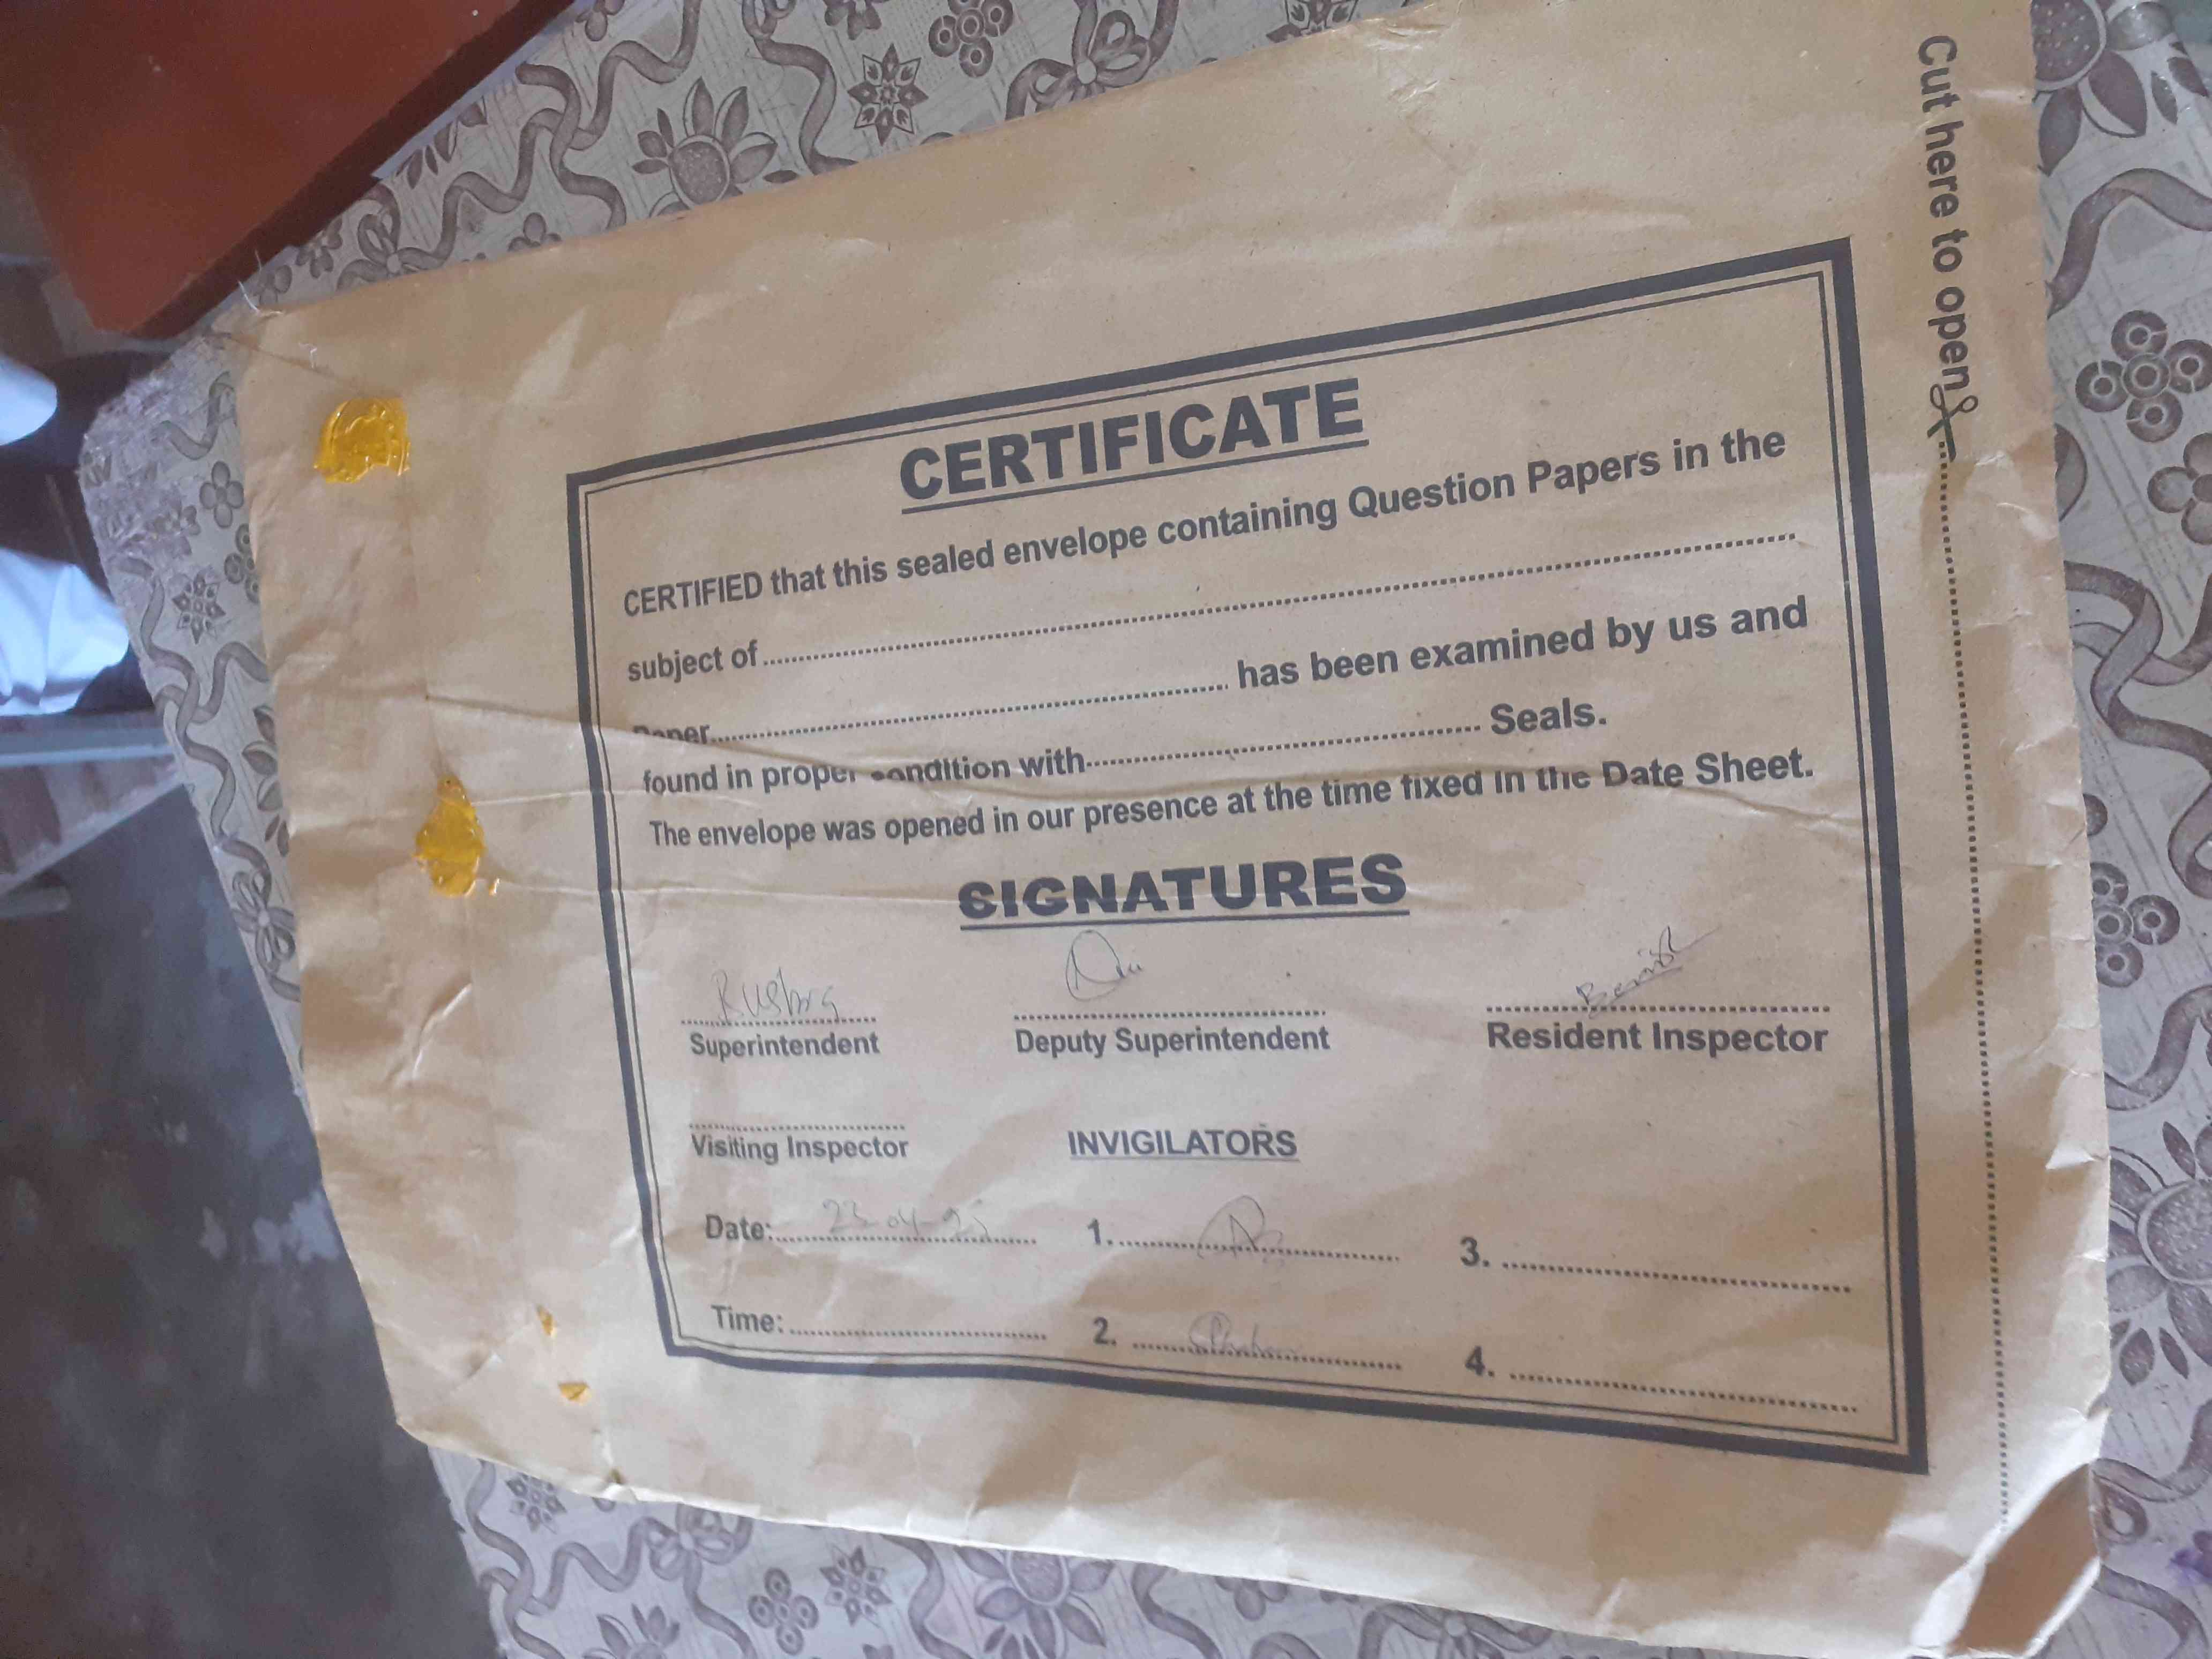 Cut here to open
CERTIFICATE
CERTIFIED that this sealed envelope containing Question Papers in the
subject of
Paper has been examined by us and
found in proper condition with Seals.
The envelope was opened in our presence at the time fixed in the Date Sheet.
SIGNATURES
Superintendent Deputy Superintendent Resident Inspector
Visiting Inspector INVIGILATORS
Date: 1. 3.
Time: 2. 4.